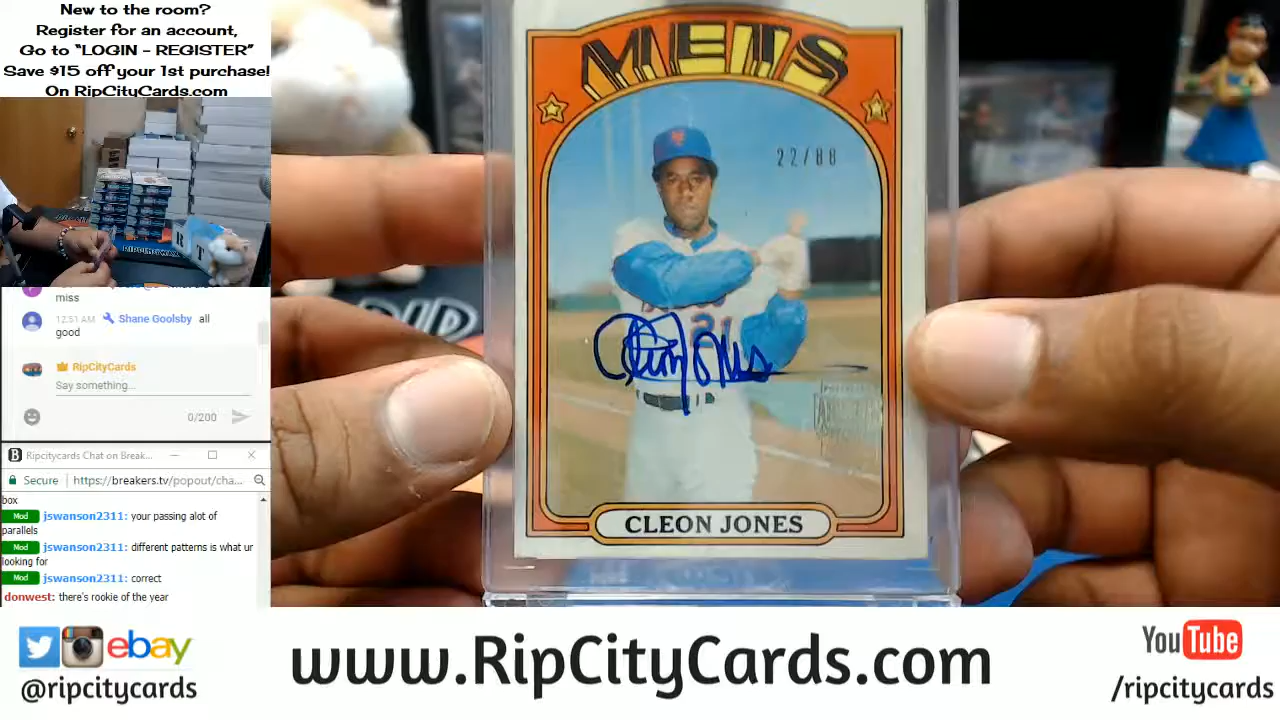 New to the room?
Register for an account,
Go to "LOGIN - REGISTER"
Save $15 off your 1st purchase!
On RipCityCards.com
miss
12:51 AM Shane Goolsby all
good
RipCityCards
Say something...
0/200
Ripcitycards Chat on Break...
Secure https://breakers.tv/popout/cha...
box
Mod jswanson2311: your passing alot of
parallels
Mod jswanson2311: different patterns is what ur
looking for
Mod jswanson2311: correct
donwest: there's rookie of the year
METS
22/88
21
Cleon Jones
CLEON JONES
ebay
@ripcitycards
www.RipCityCards.com
YouTube
/ripcitycards